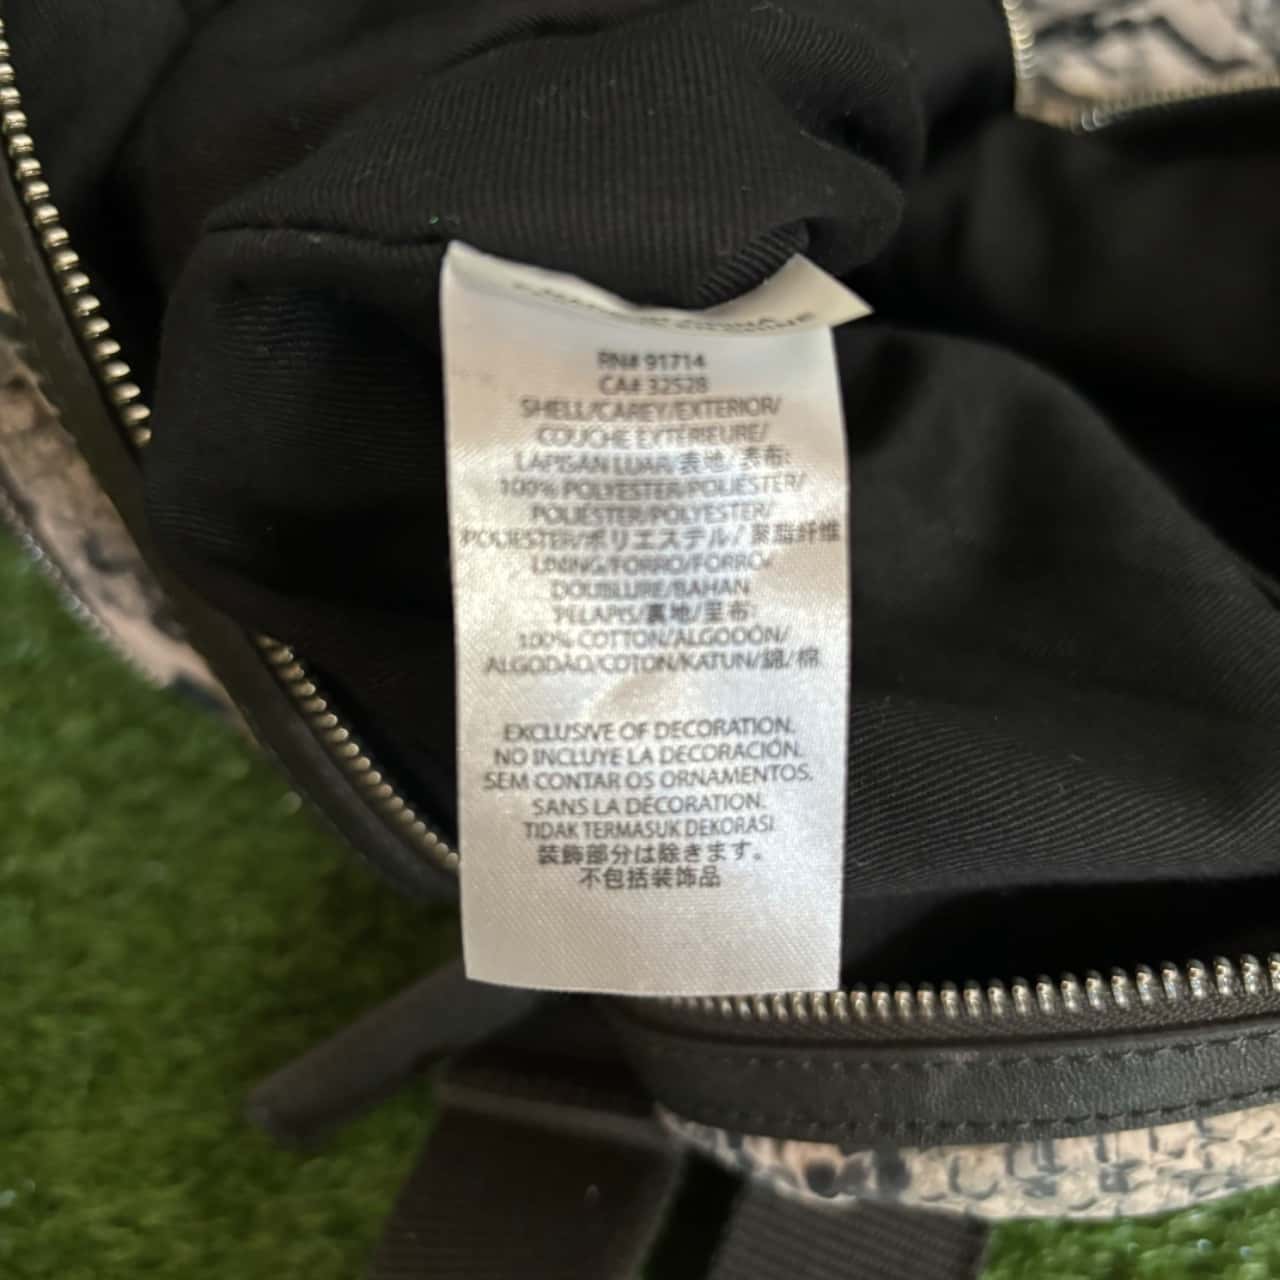 RN# 91714
CA# 32528
SHELL/CAREY/EXTERIOR/
COUCHE EXTERIEURE/
LAPISAN LUAR/表地/表布:
100% POLYESTER/POLIESTER/
POLIESTER/POLYESTER/
POLIESTER/ポリエステル/聚脂纤维
LINING/FORRO/FORRO/
DOUBLURE/BAHAN
PELAPIS/裏地/里布:
100% COTTON/ALGODÓN/
ALGODAO/COTON/KATUN/綿/棉
EXCLUSIVE OF DECORATION.
NO INCLUYE LA DECORACIÓN.
SEM CONTAR OS ORNAMENTOS.
SANS LA DÉCORATION.
TIDAK TERMASUK DEKORASI
装飾部分は除きます。
不包括装饰品